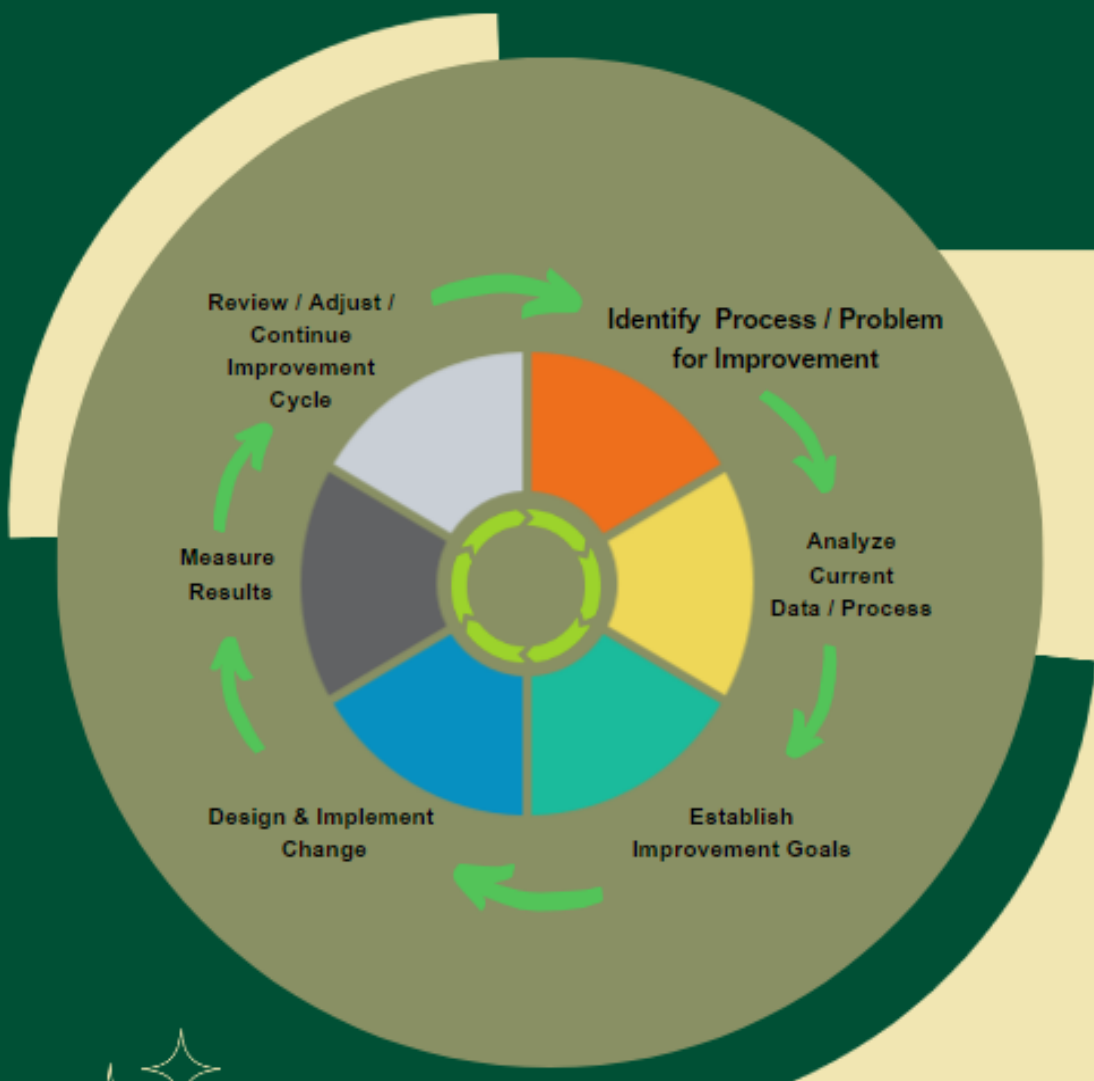 Identify Process / Problem
for Improvement
Analyze
Current
Data / Process
Establish
Improvement Goals
Design & Implement
Change
Measure
Results
Review / Adjust /
Continue
Improvement
Cycle